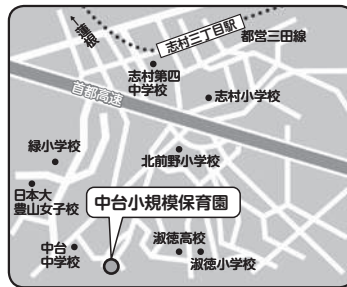 ↖蓮根
志村三丁目駅
都営三田線
志村第四
中学校
志村小学校
首都高速
緑小学校
北前野小学校
日本大
豊山女子校
中台小規模保育園
中台
中学校
淑徳高校
淑徳小学校